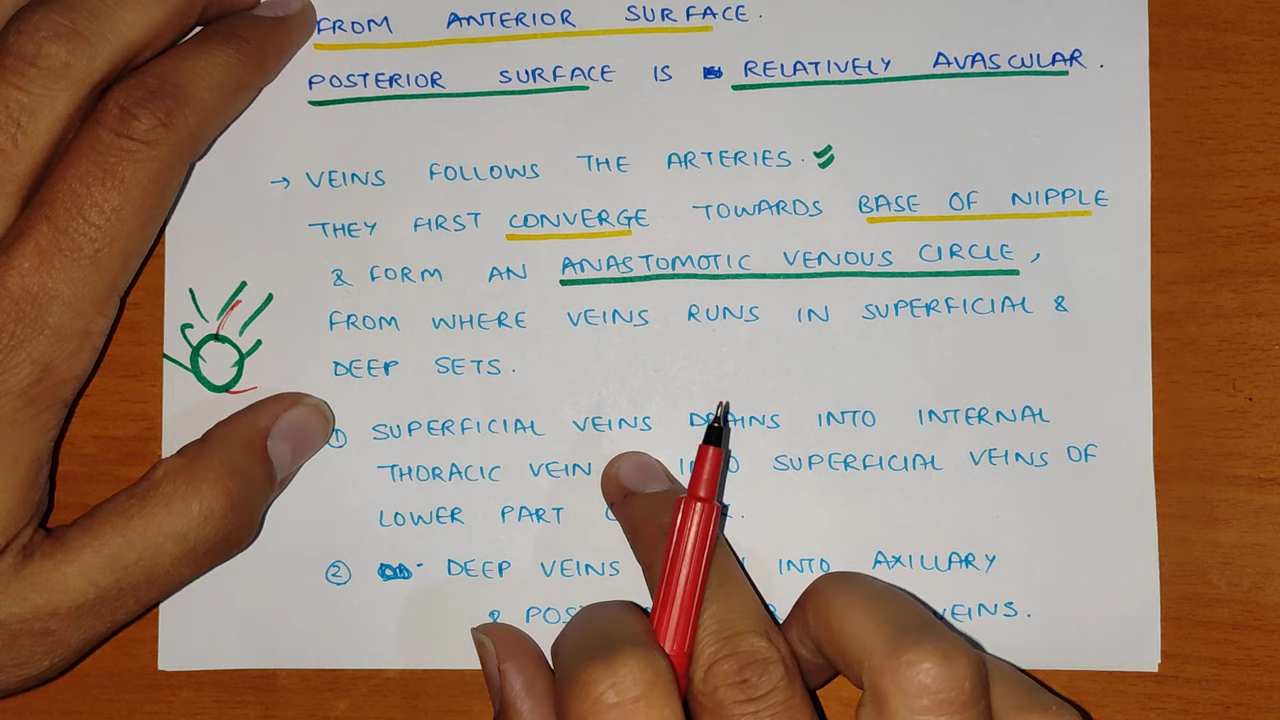 FROM ANTERIOR SURFACE.
POSTERIOR SURFACE IS RELATIVELY AVASCULAR.
→ VEINS FOLLOWS THE ARTERIES.
THEY FIRST CONVERGE TOWARDS BASE OF NIPPLE
& FORM AN ANASTOMOTIC VENOUS CIRCLE,
FROM WHERE VEINS RUNS IN SUPERFICIAL &
DEEP SETS.
① SUPERFICIAL VEINS DRAINS INTO INTERNAL
THORACIC VEIN SUPERFICIAL VEINS OF
LOWER PART
② DEEP VEINS INTO AXILLARY
& VEINS.